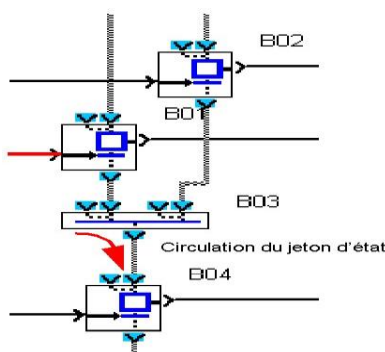 B02
B01
B03
Circulation du jeton d'état
B04